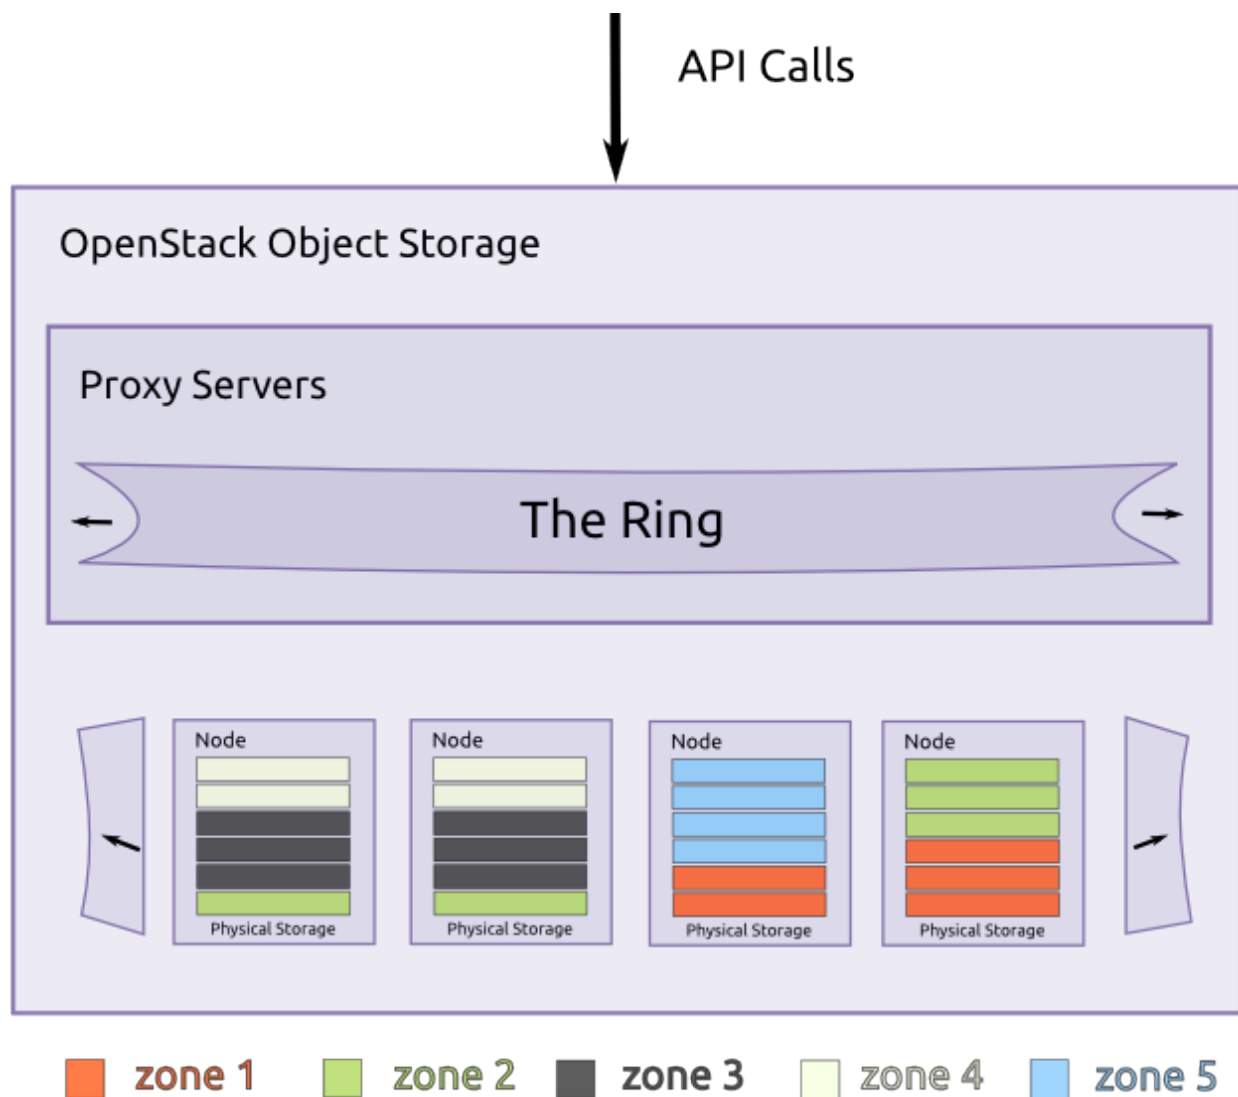 API Calls
OpenStack Object Storage
Proxy Servers
The Ring
Node
Node
Node
Node
Physical Storage
Physical Storage
Physical Storage
Physical Storage
zone 1
zone 2
zone 3
zone 4
zone 5